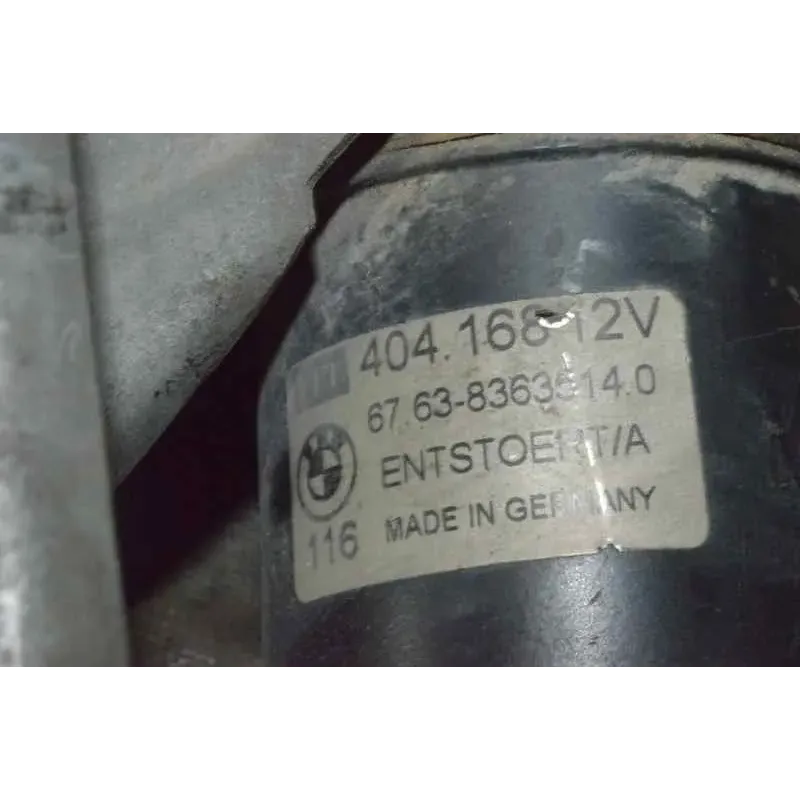 404.168 12V
67.63-8363514.0
ENTSTOERT/A
116 MADE IN GERMANY